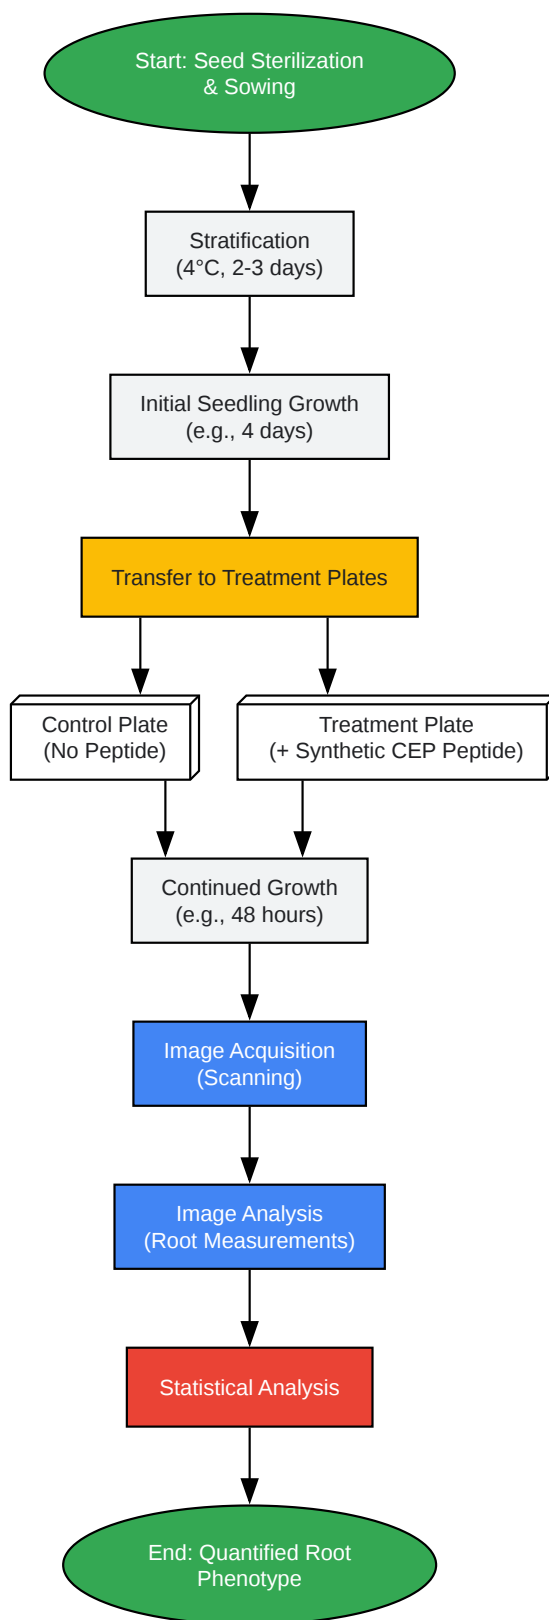 Start: Seed Sterilization
& Sowing
Stratification
(4°C, 2-3 days)
Initial Seedling Growth
(e.g., 4 days)
Transfer to Treatment Plates
Control Plate
(No Peptide)
Treatment Plate
(+ Synthetic CEP Peptide)
Continued Growth
(e.g., 48 hours)
Image Acquisition
(Scanning)
Image Analysis
(Root Measurements)
Statistical Analysis
End: Quantified Root
Phenotype